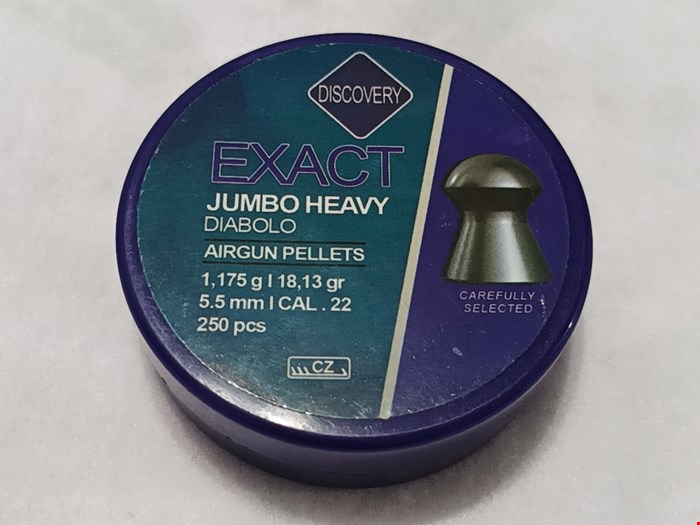 DISCOVERY
EXACT
JUMBO HEAVY
DIABOLO
AIRGUN PELLETS
1,175 g | 18,13 gr
5.5 mm | CAL . 22
250 pcs
CZ
CAREFULLY
SELECTED